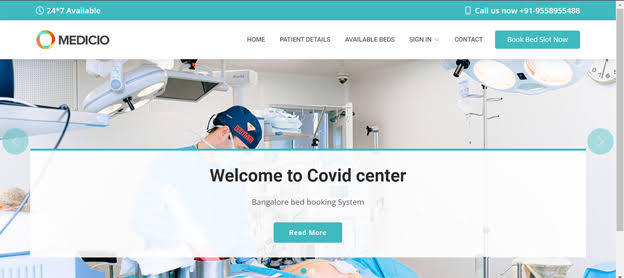 24*7 Available
Call us now +91-9558955488
MEDICIO
HOME PATIENT DETAILS AVAILABLE BEDS SIGN IN CONTACT Book Bed Slot Now
Welcome to Covid center
Bangalore bed booking System
Read More